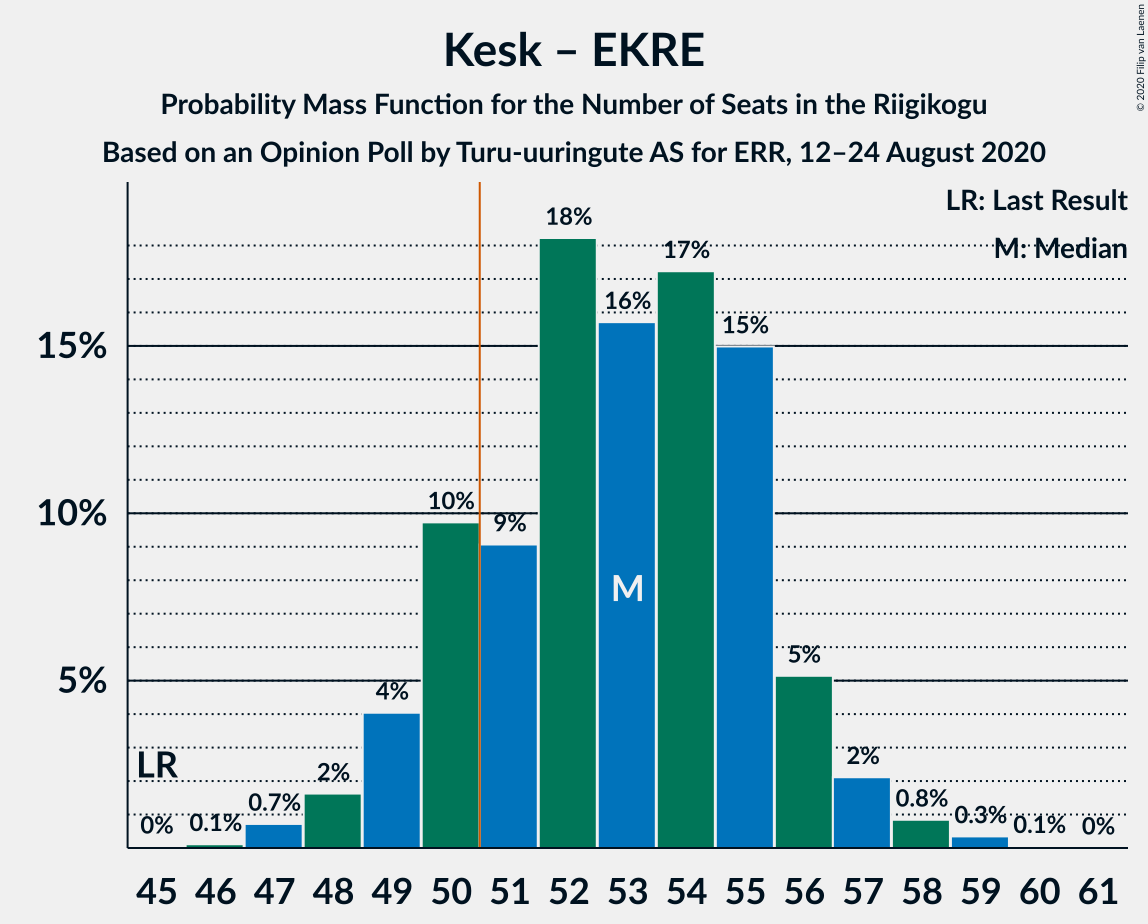 Kesk – EKRE
Probability Mass Function for the Number of Seats in the Riigikogu
Based on an Opinion Poll by Turu-uuringute AS for ERR, 12–24 August 2020
© 2020 Filip van Laenen
LR: Last Result
M: Median
15%
10%
5%
LR
M
0%
0.1%
0.7%
2%
4%
10%
9%
18%
16%
17%
15%
5%
2%
0.8%
0.3%
0.1%
0%
45 46 47 48 49 50 51 52 53 54 55 56 57 58 59 60 61